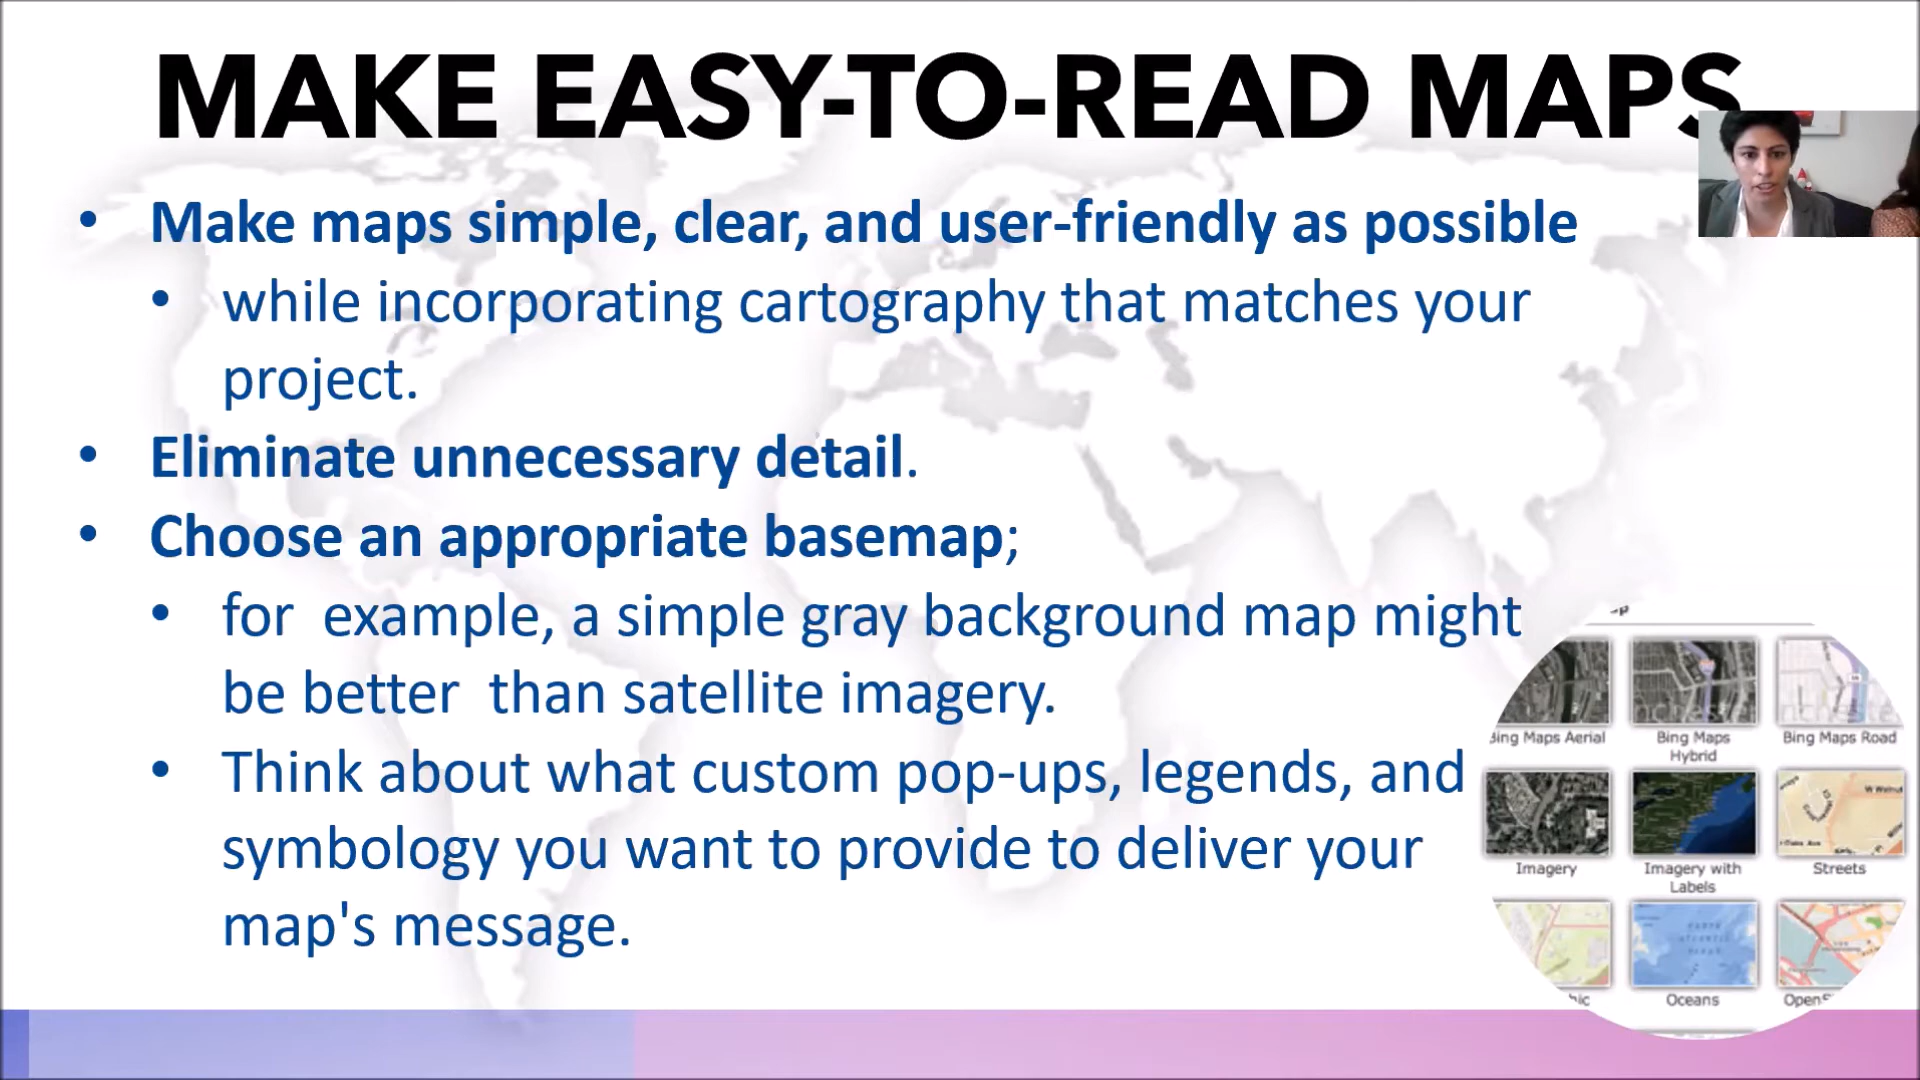 MAKE EASY-TO-READ MAPS
• Make maps simple, clear, and user-friendly as possible
• while incorporating cartography that matches your
project.
• Eliminate unnecessary detail.
• Choose an appropriate basemap;
• for example, a simple gray background map might
be better than satellite imagery.
• Think about what custom pop-ups, legends, and
symbology you want to provide to deliver your
map's message.
Bing Maps Aerial
Bing Maps
Hybrid
Bing Maps Road
Imagery
Imagery with
Labels
Streets
Oceans